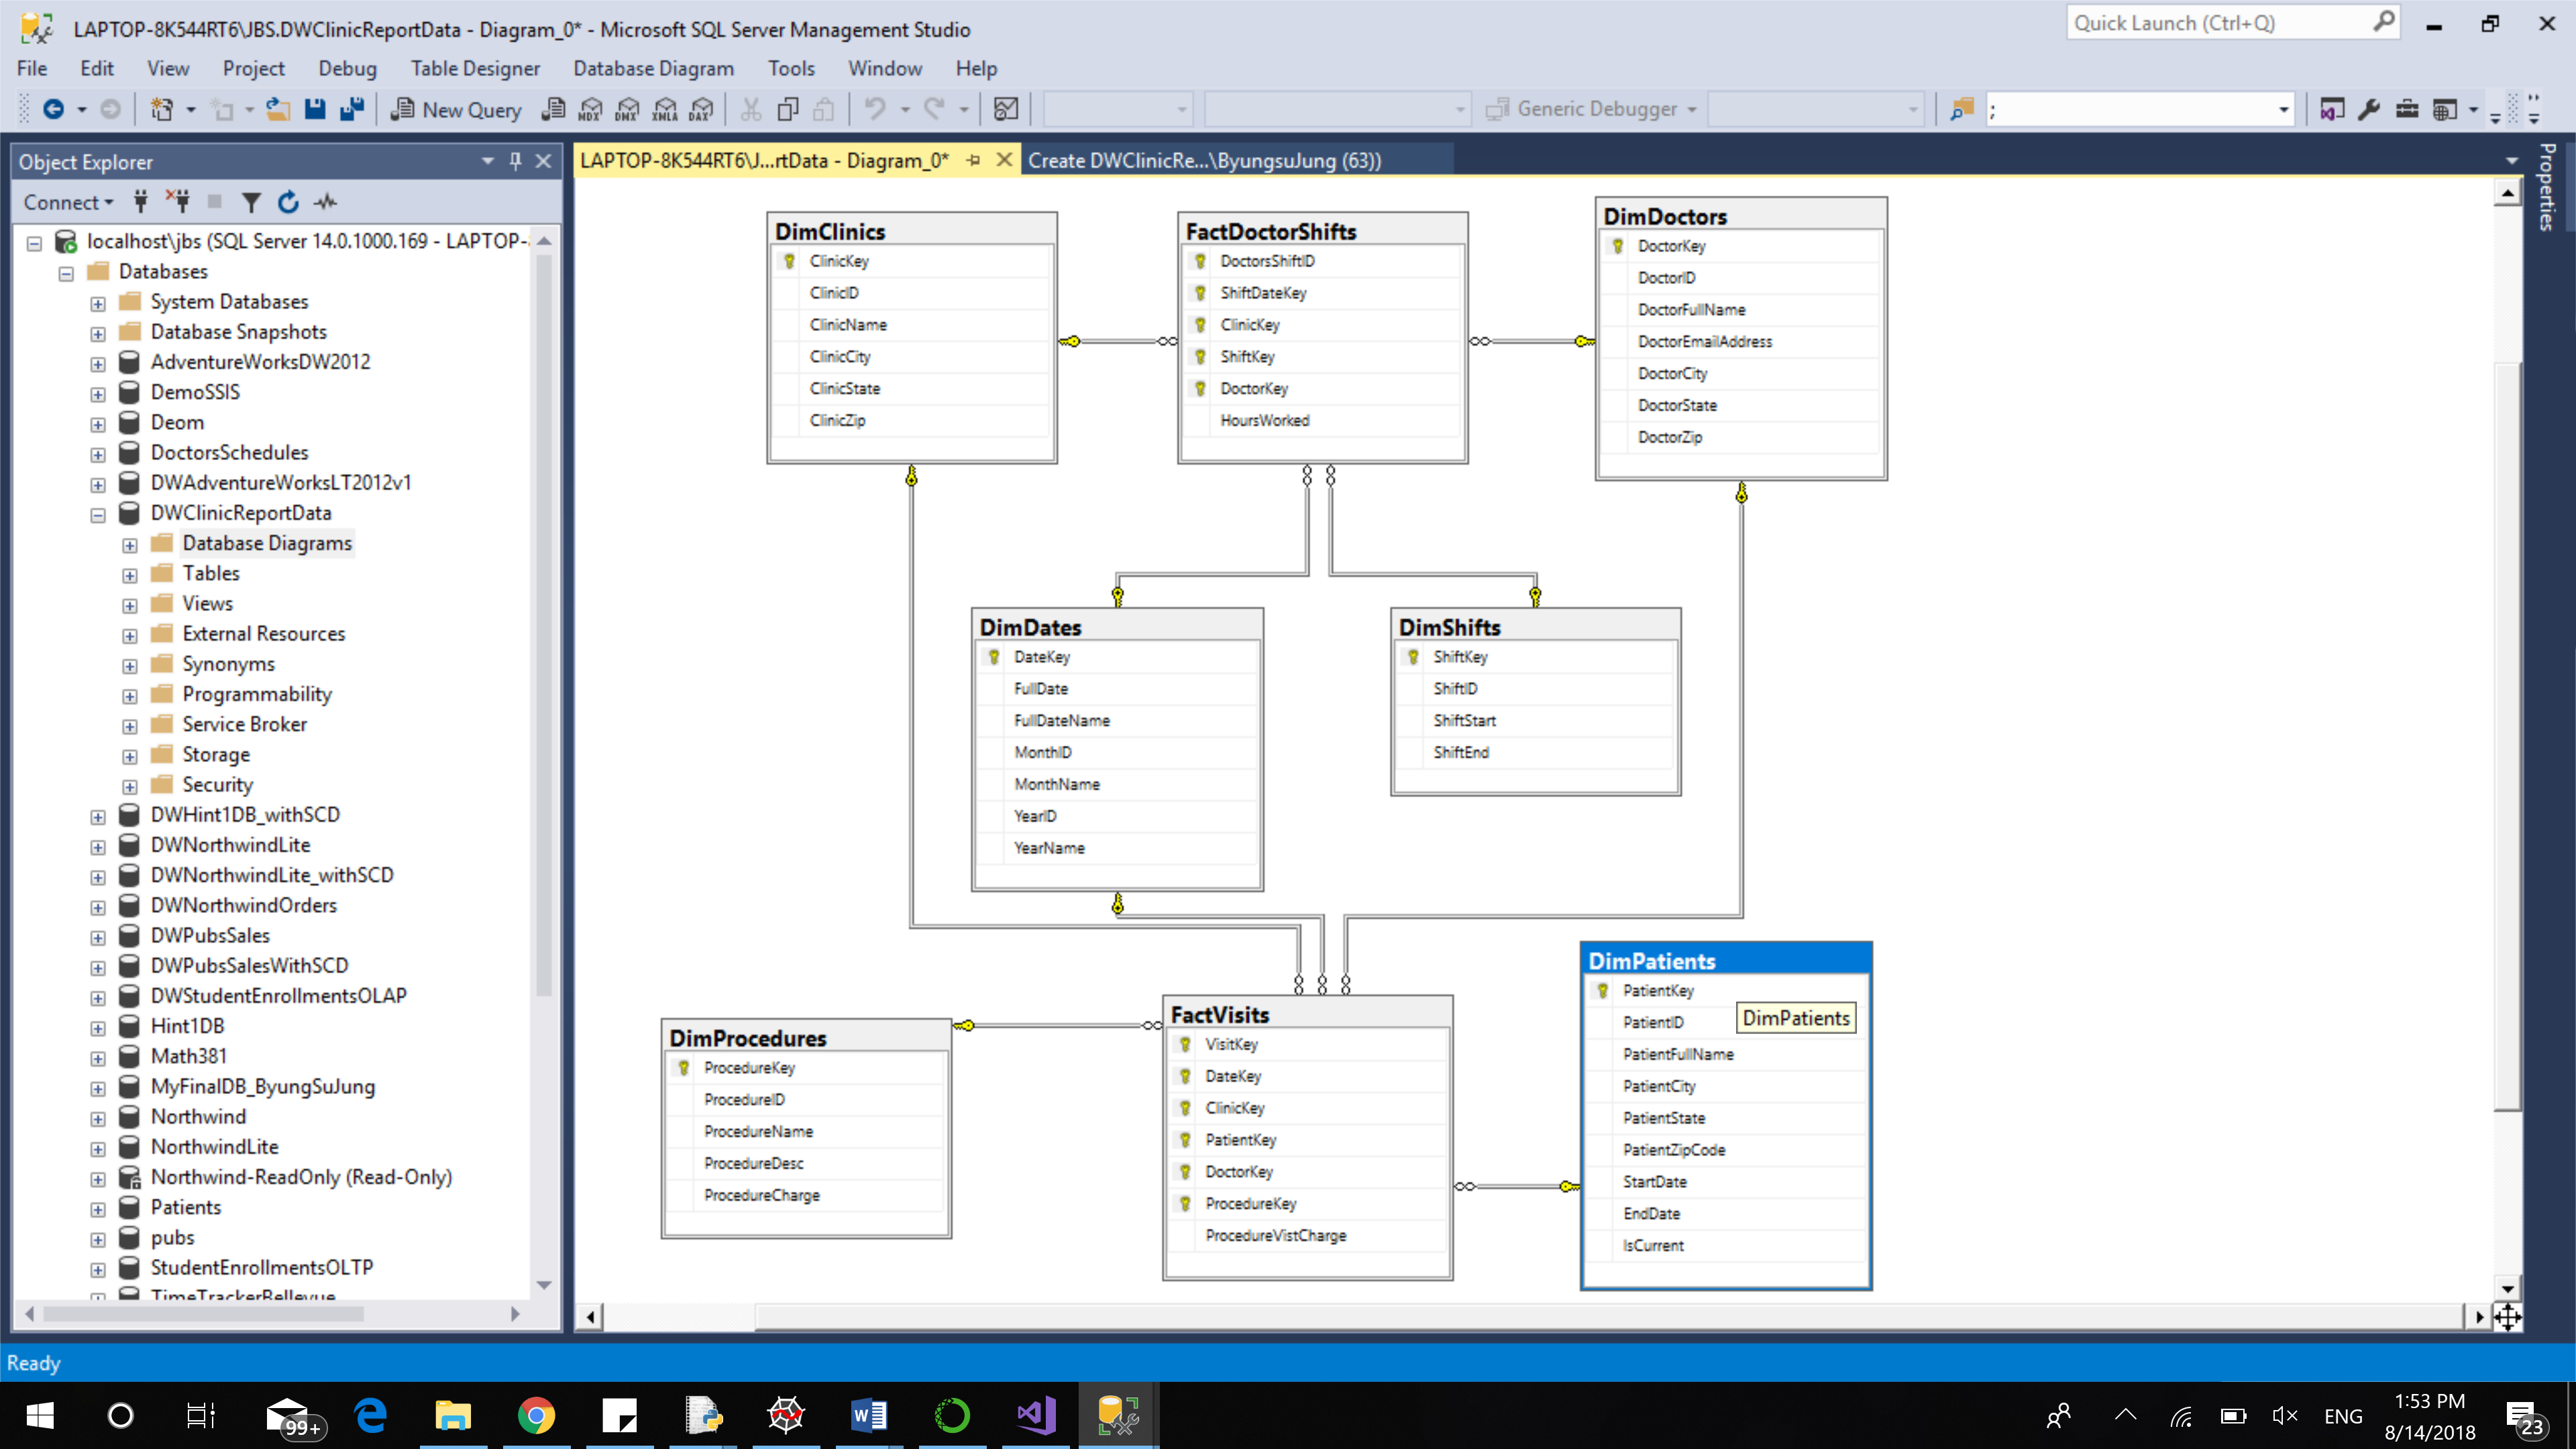 LAPTOP-8K544RT6\JBS.DWClinicReportData - Diagram_0* - Microsoft SQL Server Management Studio
Quick Launch (Ctrl+Q)
File Edit View Project Debug Table Designer Database Diagram Tools Window Help
New Query MDX DMX XMLA DAX Generic Debugger ;
Object Explorer
Connect
localhost\jbs (SQL Server 14.0.1000.169 - LAPTOP-
Databases
System Databases
Database Snapshots
AdventureWorksDW2012
DemoSSIS
Deom
DoctorsSchedules
DWAdventureWorksLT2012v1
DWClinicReportData
Database Diagrams
Tables
Views
External Resources
Synonyms
Programmability
Service Broker
Storage
Security
DWHint1DB_withSCD
DWNorthwindLite
DWNorthwindLite_withSCD
DWNorthwindOrders
DWPubsSales
DWPubsSalesWithSCD
DWStudentEnrollmentsOLAP
Hint1DB
Math381
MyFinalDB_ByungSuJung
Northwind
NorthwindLite
Northwind-ReadOnly (Read-Only)
Patients
pubs
StudentEnrollmentsOLTP
TimeTrackerBellevue
LAPTOP-8K544RT6\J...rtData - Diagram_0*
Create DWClinicRe...\ByungsuJung (63))
Properties
DimClinics
ClinicKey
ClinicID
ClinicName
ClinicCity
ClinicState
ClinicZip
FactDoctorShifts
DoctorsShiftID
ShiftDateKey
ClinicKey
ShiftKey
DoctorKey
HoursWorked
DimDoctors
DoctorKey
DoctorID
DoctorFullName
DoctorEmailAddress
DoctorCity
DoctorState
DoctorZip
DimDates
DateKey
FullDate
FullDateName
MonthID
MonthName
YearID
YearName
DimShifts
ShiftKey
ShiftID
ShiftStart
ShiftEnd
DimProcedures
ProcedureKey
ProcedureID
ProcedureName
ProcedureDesc
ProcedureCharge
FactVisits
VisitKey
DateKey
ClinicKey
PatientKey
DoctorKey
ProcedureKey
ProcedureVistCharge
DimPatients
PatientKey
PatientID
PatientFullName
PatientCity
PatientState
PatientZipCode
StartDate
EndDate
IsCurrent
DimPatients
Ready
99+
ENG
1:53 PM
8/14/2018
23